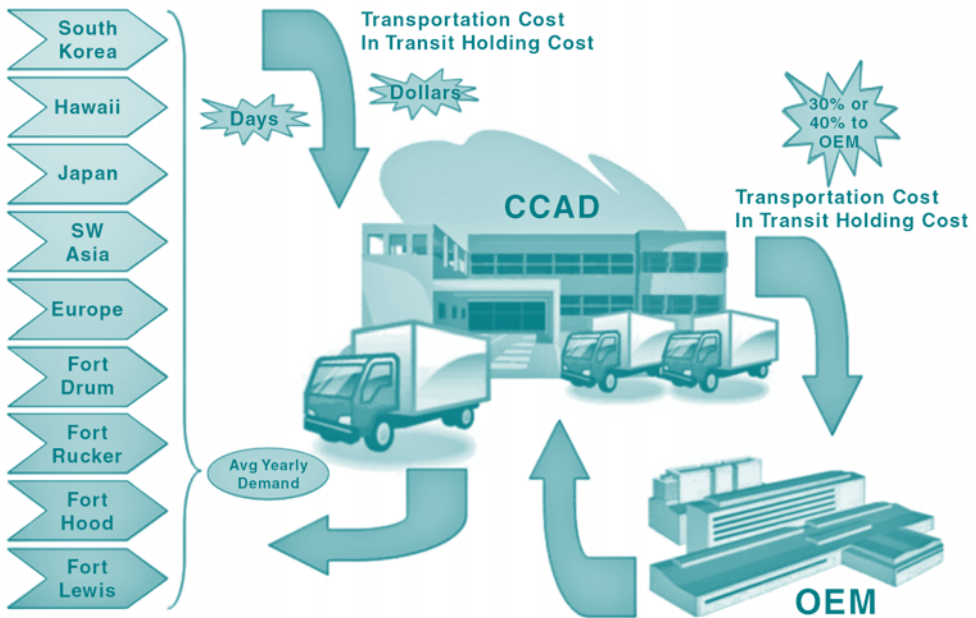 South
Korea
Hawaii
Japan
SW
Asia
Europe
Fort
Drum
Fort
Rucker
Fort
Hood
Fort
Lewis
Days
Transportation Cost
In Transit Holding Cost
Dollars
CCAD
30% or
40% to
OEM
Transportation Cost
In Transit Holding Cost
Avg Yearly
Demand
OEM